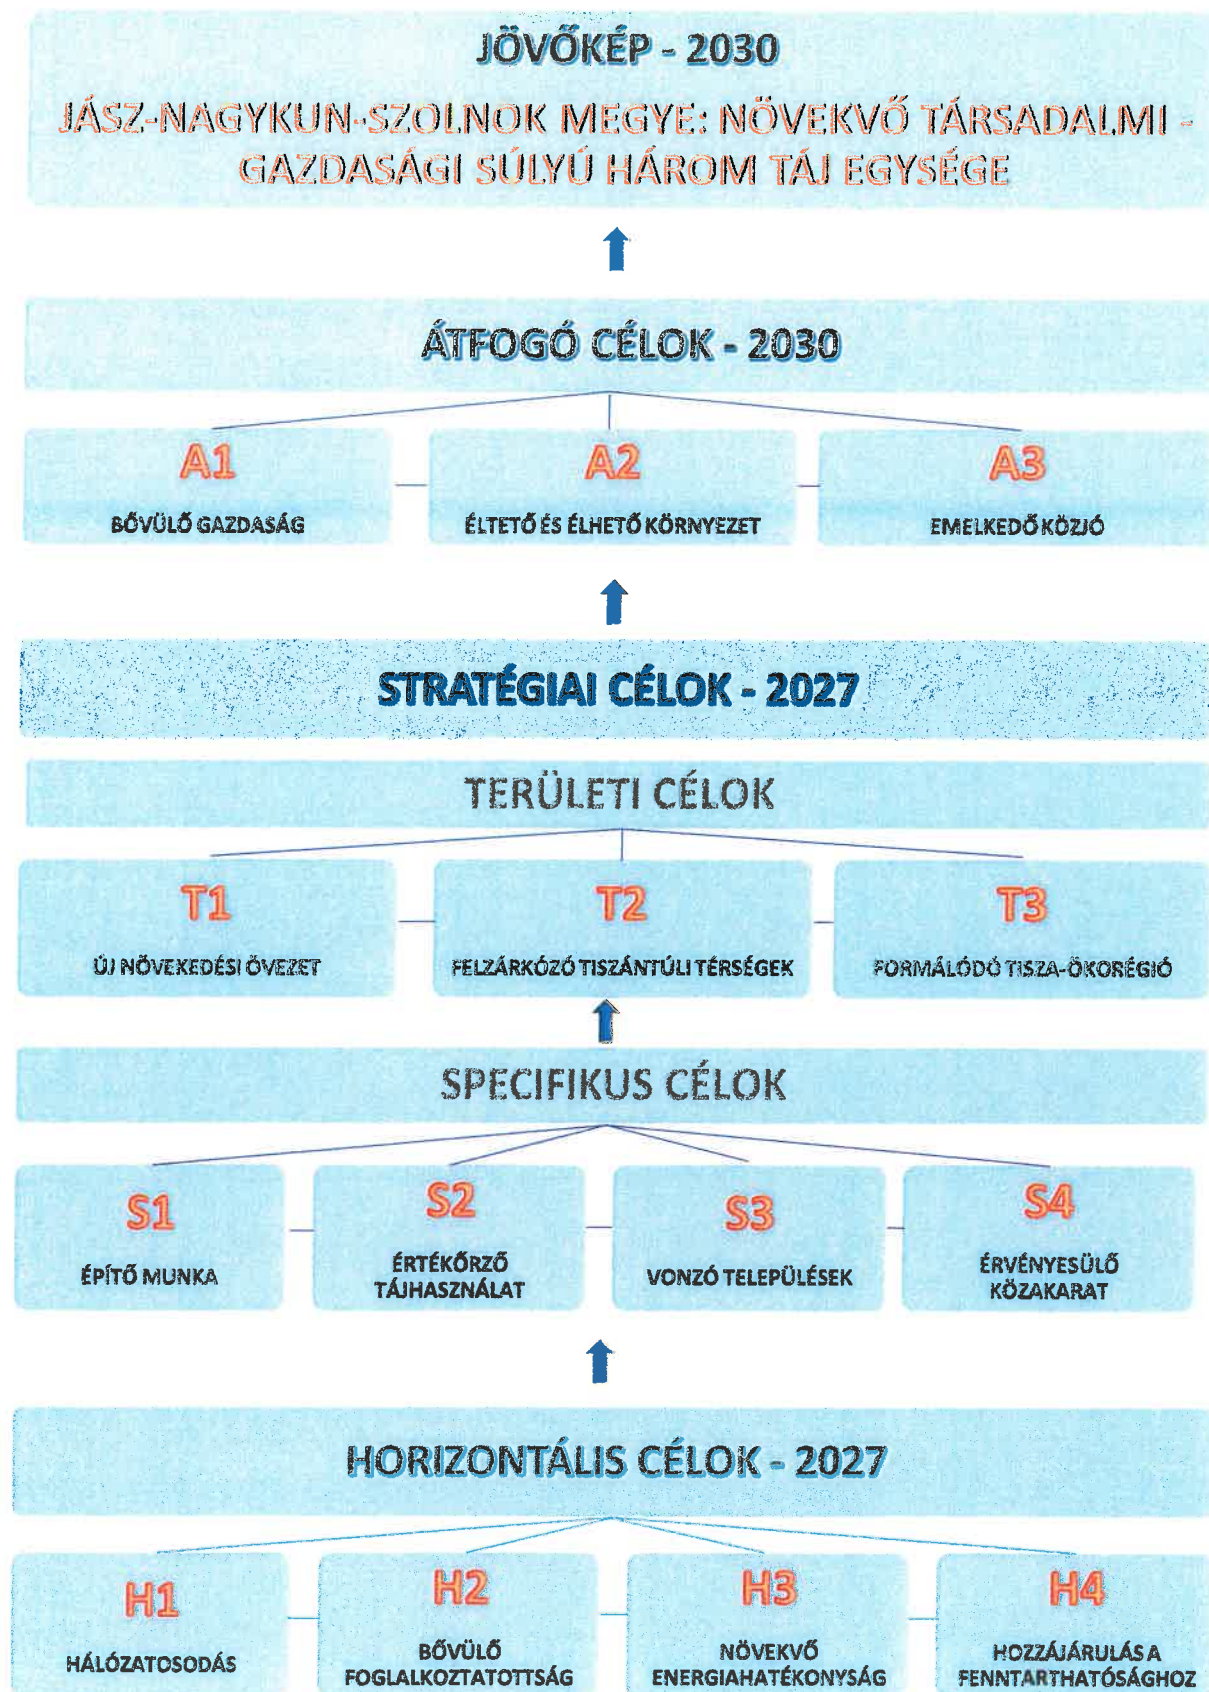 JÖVŐKÉP - 2030
JÁSZ-NAGYKUN-SZOLNOK MEGYE: NÖVEKVŐ TÁRSADALMI -
GAZDASÁGI SÚLYÚ HÁROM TÁJ EGYSÉGE
ÁTFOGÓ CÉLOK - 2030
A1
BŐVÜLŐ GAZDASÁG
A2
ÉLTETŐ ÉS ÉLHETŐ KÖRNYEZET
A3
EMELKEDŐ KÖZJÓ
STRATÉGIAI CÉLOK - 2027
TERÜLETI CÉLOK
T1
ÚJ NÖVEKEDÉSI ÖVEZET
T2
FELZÁRKÓZÓ TISZÁNTÚLI TÉRSÉGEK
T3
FORMÁLÓDÓ TISZA-ÖKORÉGIÓ
SPECIFIKUS CÉLOK
S1
ÉPÍTŐ MUNKA
S2
ÉRTÉKŐRZŐ
TÁJHASZNÁLAT
S3
VONZÓ TELEPÜLÉSEK
S4
ÉRVÉNYESÜLŐ
KÖZAKARAT
HORIZONTÁLIS CÉLOK - 2027
H1
HÁLÓZATOSODÁS
H2
BŐVÜLŐ
FOGLALKOZTATOTTSÁG
H3
NÖVEKVŐ
ENERGIAHATÉKONYSÁG
H4
HOZZÁJÁRULÁS A
FENNTARTHATÓSÁGHOZ